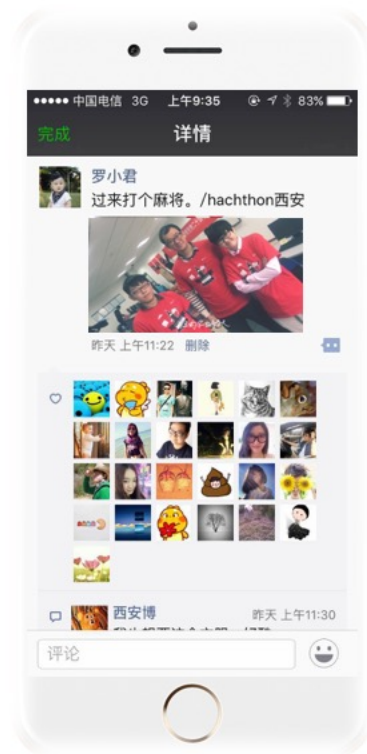 中国电信 3G 上午9:35 83%
完成 详情
罗小君
过来打个麻将。/hachthon西安
昨天 上午11:22 删除
西安博 昨天 上午11:30
评论